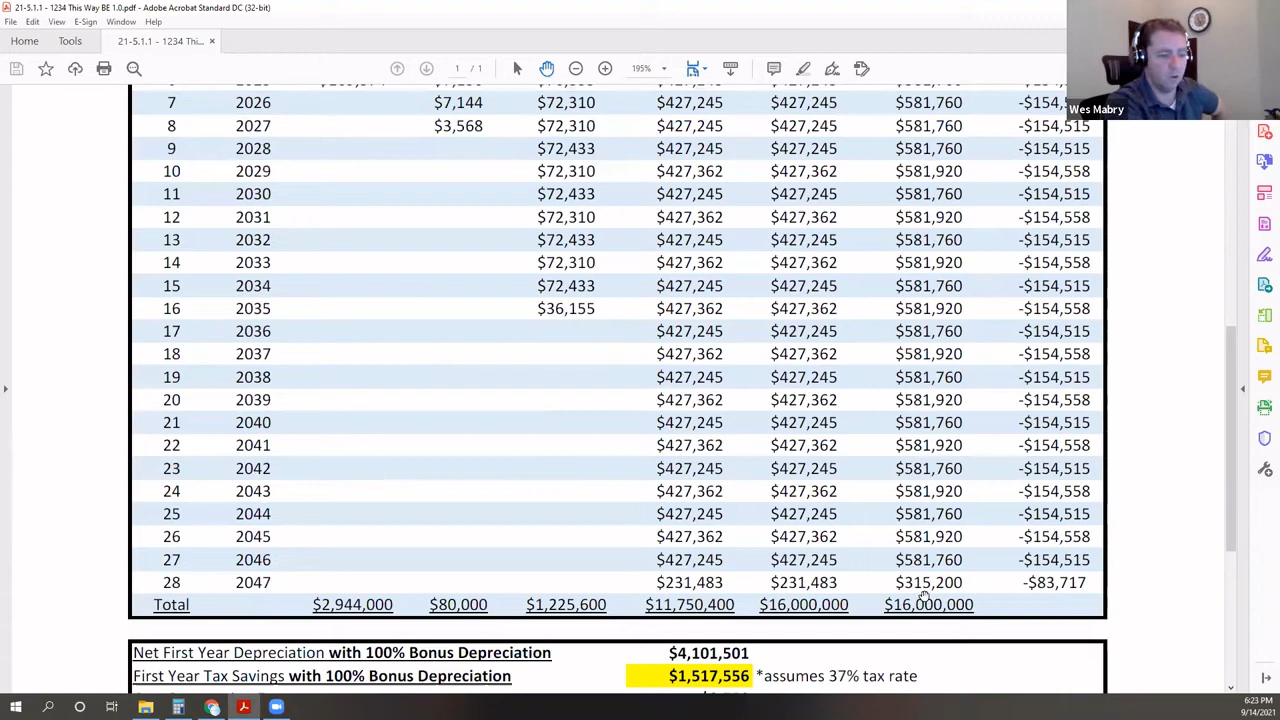 21-5.1.1 - 1234 This Way BE 1.0.pdf - Adobe Acrobat Standard DC (32-bit)
File Edit View E-Sign Window Help
Home Tools 21-5.1.1 - 1234 Thi... ×
1 / 1 195%
Wes Mabry
7 2026 $7,144 $72,310 $427,245 $427,245 $581,760 -$154,515
8 2027 $3,568 $72,310 $427,245 $427,245 $581,760 -$154,515
9 2028 $72,433 $427,245 $427,245 $581,760 -$154,515
10 2029 $72,310 $427,362 $427,362 $581,920 -$154,558
11 2030 $72,433 $427,245 $427,245 $581,760 -$154,515
12 2031 $72,310 $427,362 $427,362 $581,920 -$154,558
13 2032 $72,433 $427,245 $427,245 $581,760 -$154,515
14 2033 $72,310 $427,362 $427,362 $581,920 -$154,558
15 2034 $72,433 $427,245 $427,245 $581,760 -$154,515
16 2035 $36,155 $427,362 $427,362 $581,920 -$154,558
17 2036 $427,245 $427,245 $581,760 -$154,515
18 2037 $427,362 $427,362 $581,920 -$154,558
19 2038 $427,245 $427,245 $581,760 -$154,515
20 2039 $427,362 $427,362 $581,920 -$154,558
21 2040 $427,245 $427,245 $581,760 -$154,515
22 2041 $427,362 $427,362 $581,920 -$154,558
23 2042 $427,245 $427,245 $581,760 -$154,515
24 2043 $427,362 $427,362 $581,920 -$154,558
25 2044 $427,245 $427,245 $581,760 -$154,515
26 2045 $427,362 $427,362 $581,920 -$154,558
27 2046 $427,245 $427,245 $581,760 -$154,515
28 2047 $231,483 $231,483 $315,200 -$83,717
Total $2,944,000 $80,000 $1,225,600 $11,750,400 $16,000,000 $16,000,000
Net First Year Depreciation with 100% Bonus Depreciation $4,101,501
First Year Tax Savings with 100% Bonus Depreciation $1,517,556 *assumes 37% tax rate
6:23 PM
9/14/2021